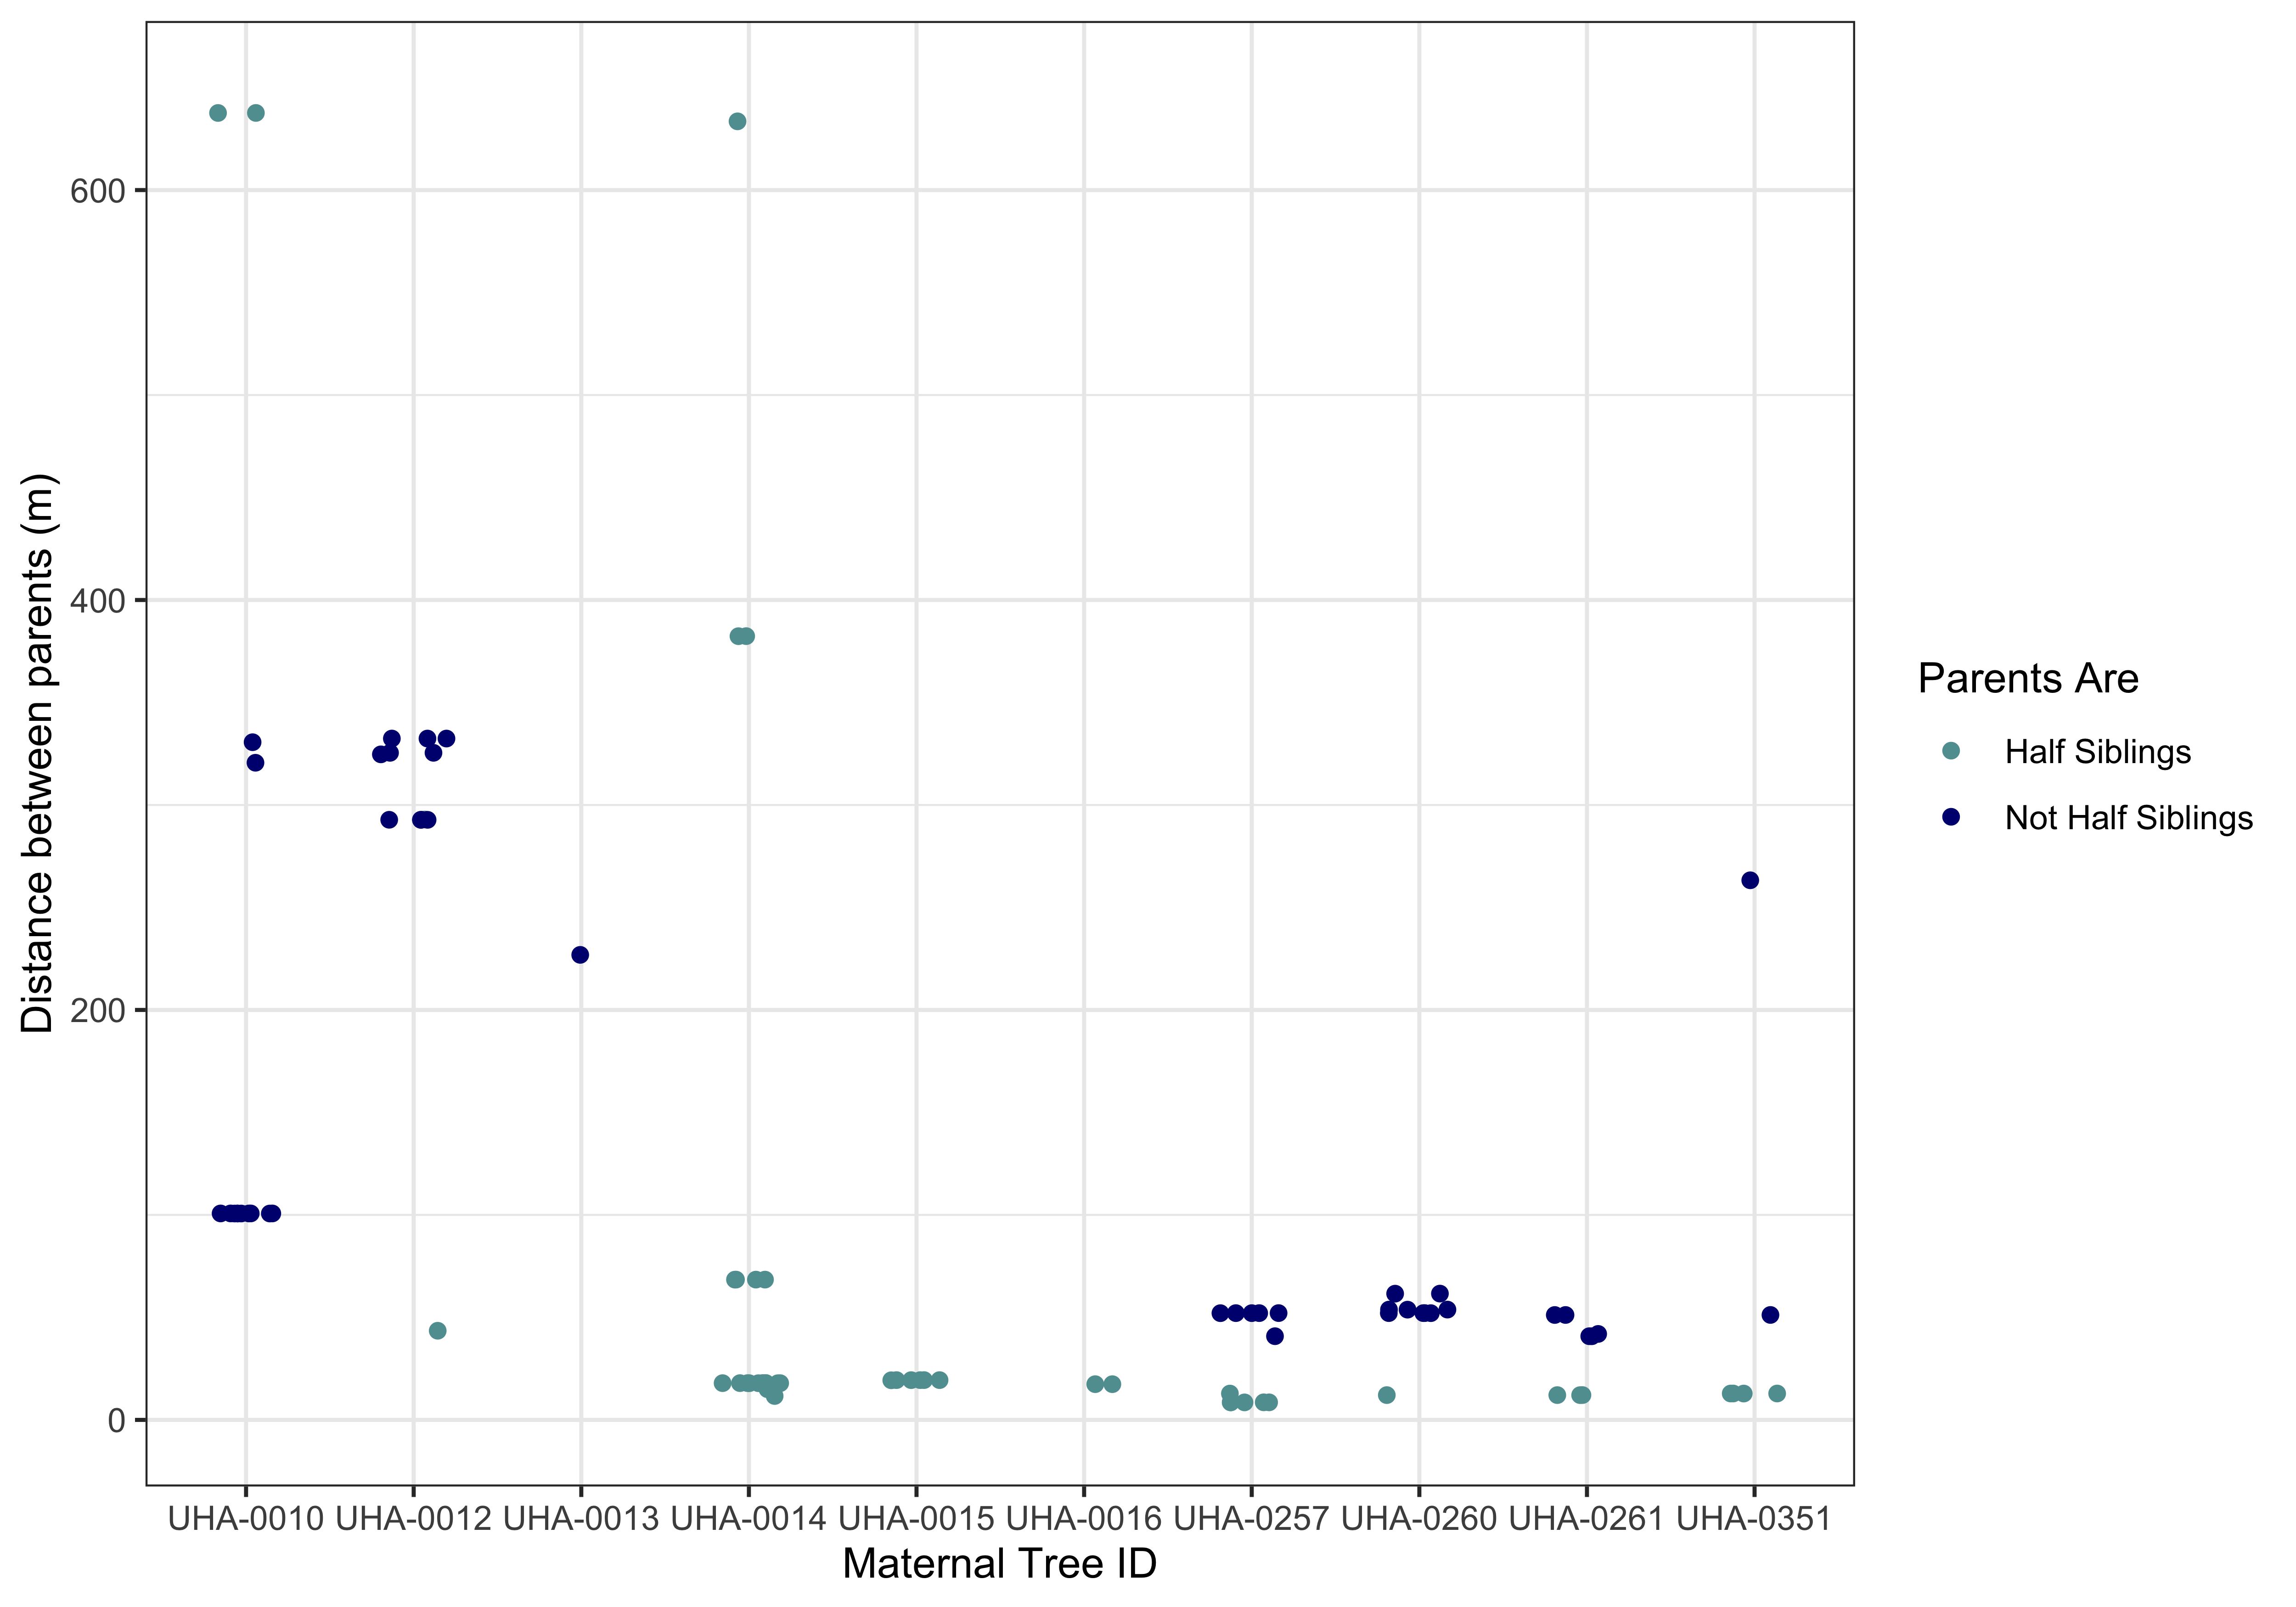 600
400
200
0
Distance between parents (m)
UHA-0010 UHA-0012 UHA-0013 UHA-0014 UHA-0015 UHA-0016 UHA-0257 UHA-0260 UHA-0261 UHA-0351
Maternal Tree ID
Parents Are
Half Siblings
Not Half Siblings